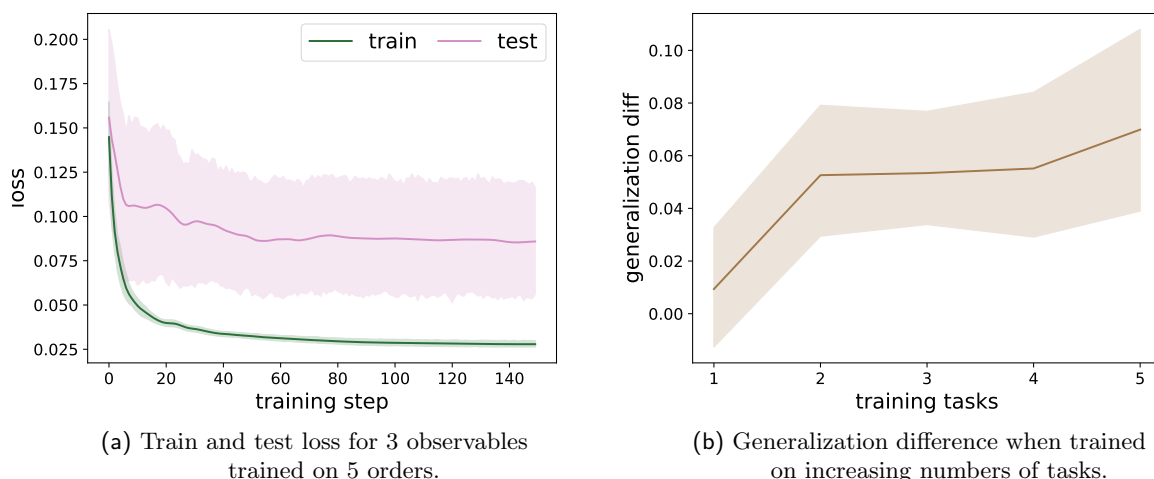 train test
0.200
0.175
0.150
0.125
0.100
0.075
0.050
0.025
loss
0 20 40 60 80 100 120 140
training step
(a) Train and test loss for 3 observables
trained on 5 orders.
0.10
0.08
0.06
0.04
0.02
0.00
generalization diff
1 2 3 4 5
training tasks
(b) Generalization difference when trained
on increasing numbers of tasks.